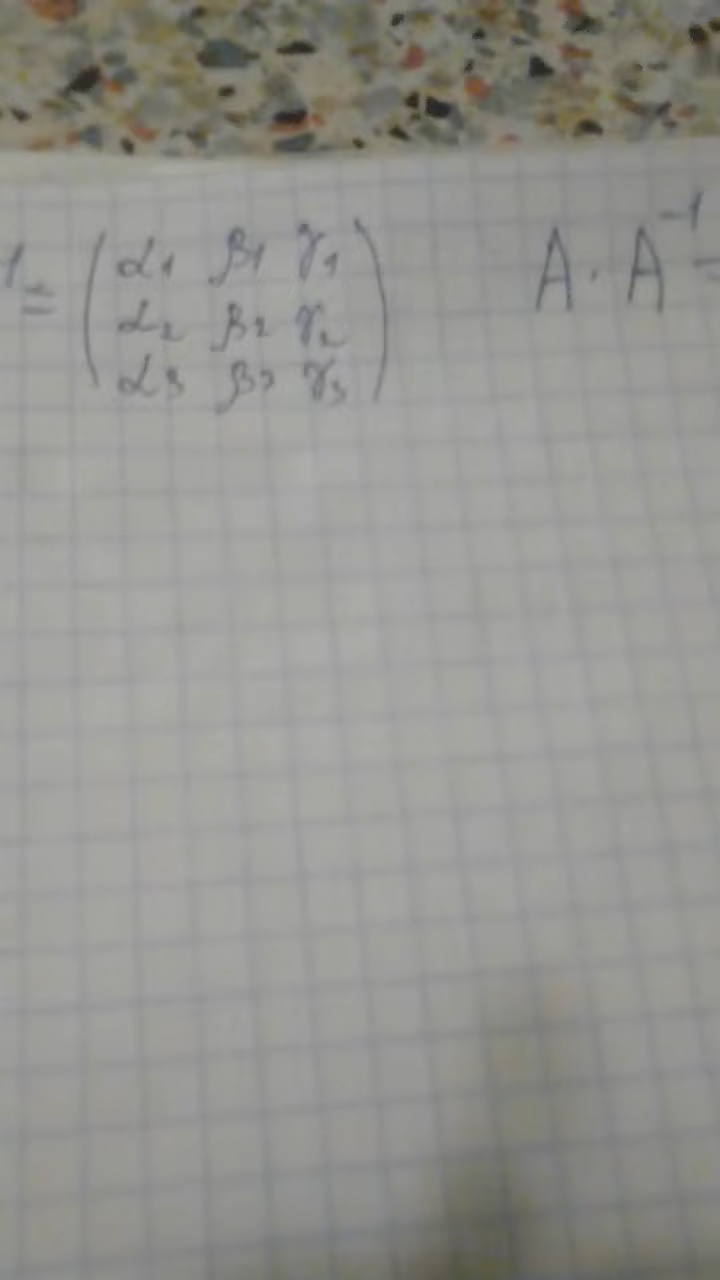 -1 = ( α₁ β₁ γ₁ ) A · A⁻¹ =
α₂ β₂ γ₂
α₃ β₃ γ₃